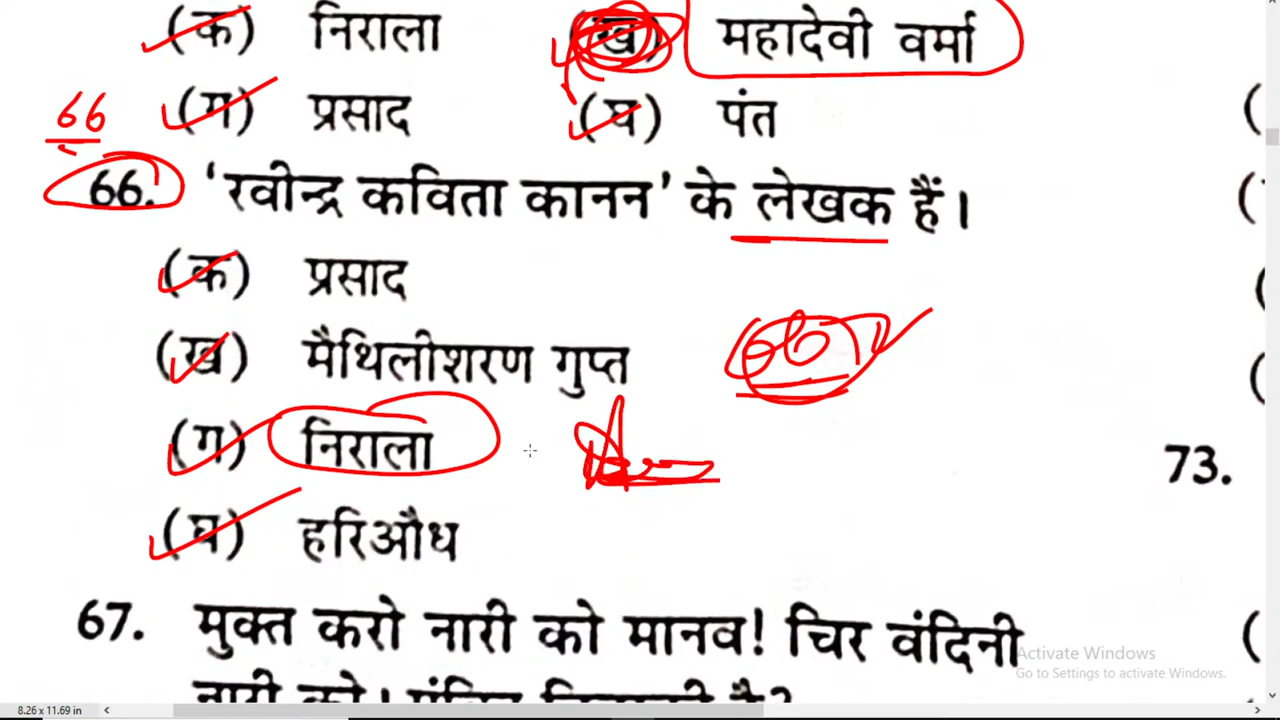 (क) निराला (ख) महादेवी वर्मा
66 (ग) प्रसाद (घ) पंत
66. 'रवीन्द्र कविता कानन' के लेखक हैं।
(क) प्रसाद
(ख) मैथिलीशरण गुप्त
66
(ग) निराला
73.
(घ) हरिऔध
67. मुक्त करो नारी को मानव! चिर वंदिनी
नारी को।
Activate Windows
Go to Settings to activate Windows.
8.26 x 11.69 in